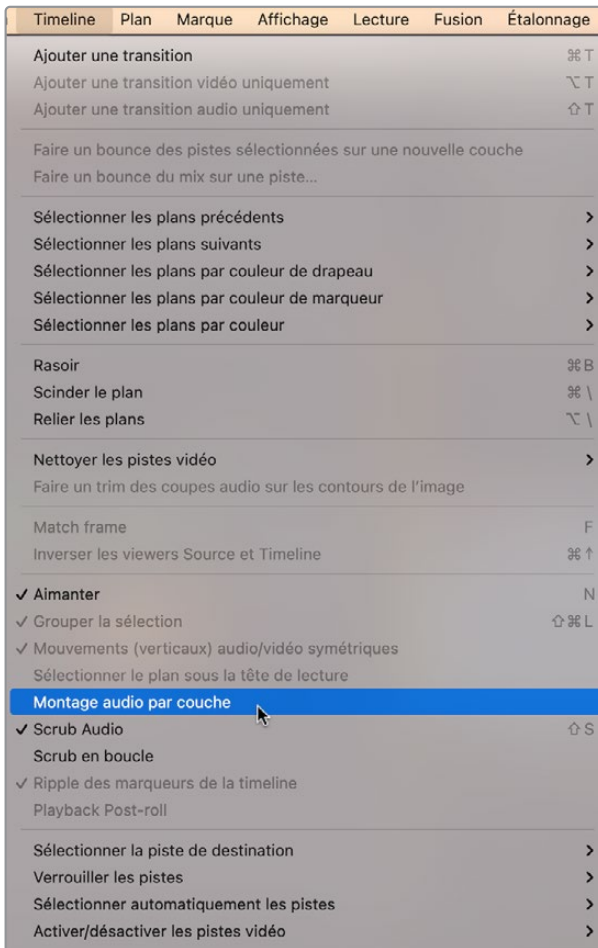 Timeline Plan Marque Affichage Lecture Fusion Étalonnage
Ajouter une transition ⌘ T
Ajouter une transition vidéo uniquement ⌥ T
Ajouter une transition audio uniquement ⇧ T
Faire un bounce des pistes sélectionnées sur une nouvelle couche
Faire un bounce du mix sur une piste...
Sélectionner les plans précédents >
Sélectionner les plans suivants >
Sélectionner les plans par couleur de drapeau >
Sélectionner les plans par couleur de marqueur >
Sélectionner les plans par couleur >
Rasoir ⌘ B
Scinder le plan ⌘ \
Relier les plans ⌥ \
Nettoyer les pistes vidéo >
Faire un trim des coupes audio sur les contours de l'image
Match frame F
Inverser les viewers Source et Timeline ⌘ ↑
✓ Aimanter N
✓ Grouper la sélection ⇧ ⌘ L
✓ Mouvements (verticaux) audio/vidéo symétriques
Sélectionner le plan sous la tête de lecture
Montage audio par couche
✓ Scrub Audio ⇧ S
Scrub en boucle
✓ Ripple des marqueurs de la timeline
Playback Post-roll
Sélectionner la piste de destination >
Verrouiller les pistes >
Sélectionner automatiquement les pistes >
Activer/désactiver les pistes vidéo >